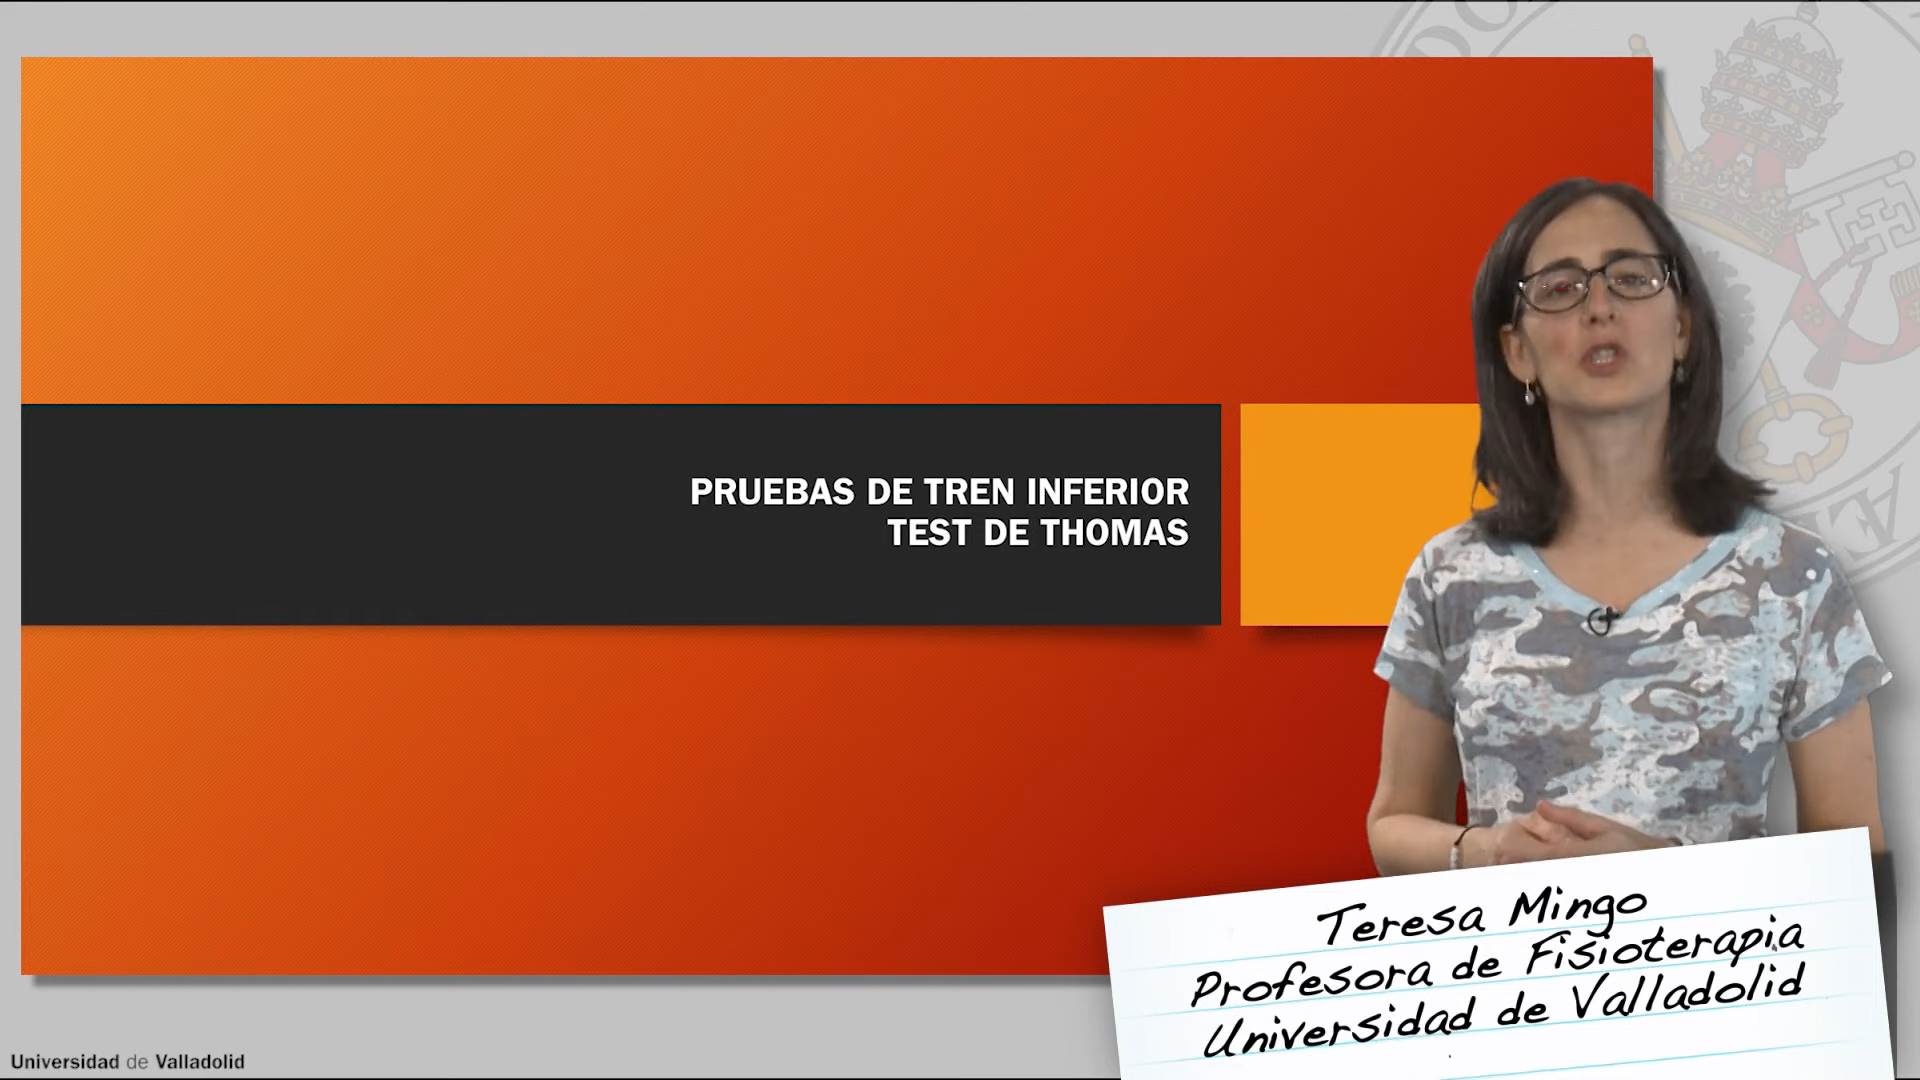 PRUEBAS DE TREN INFERIOR
TEST DE THOMAS
Teresa Mingo
Profesora de Fisioterapia
Universidad de Valladolid
Universidad de Valladolid